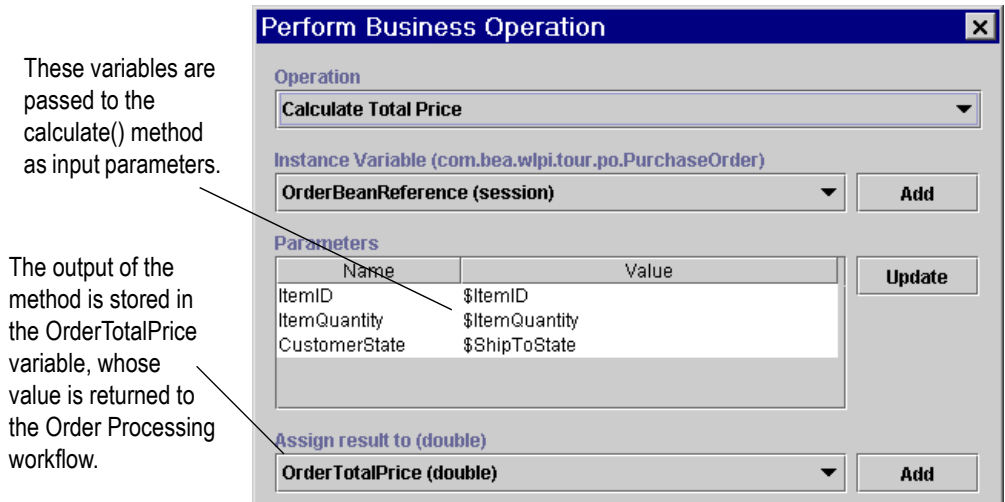 Perform Business Operation
These variables are
passed to the
calculate() method
as input parameters.
Operation
Calculate Total Price
Instance Variable (com.bea.wlpi.tour.po.PurchaseOrder)
OrderBeanReference (session)
Add
Parameters
Name Value
Update
ItemID $ItemID
ItemQuantity $ItemQuantity
CustomerState $ShipToState
The output of the
method is stored in
the OrderTotalPrice
variable, whose
value is returned to
the Order Processing
workflow.
Assign result to (double)
OrderTotalPrice (double)
Add